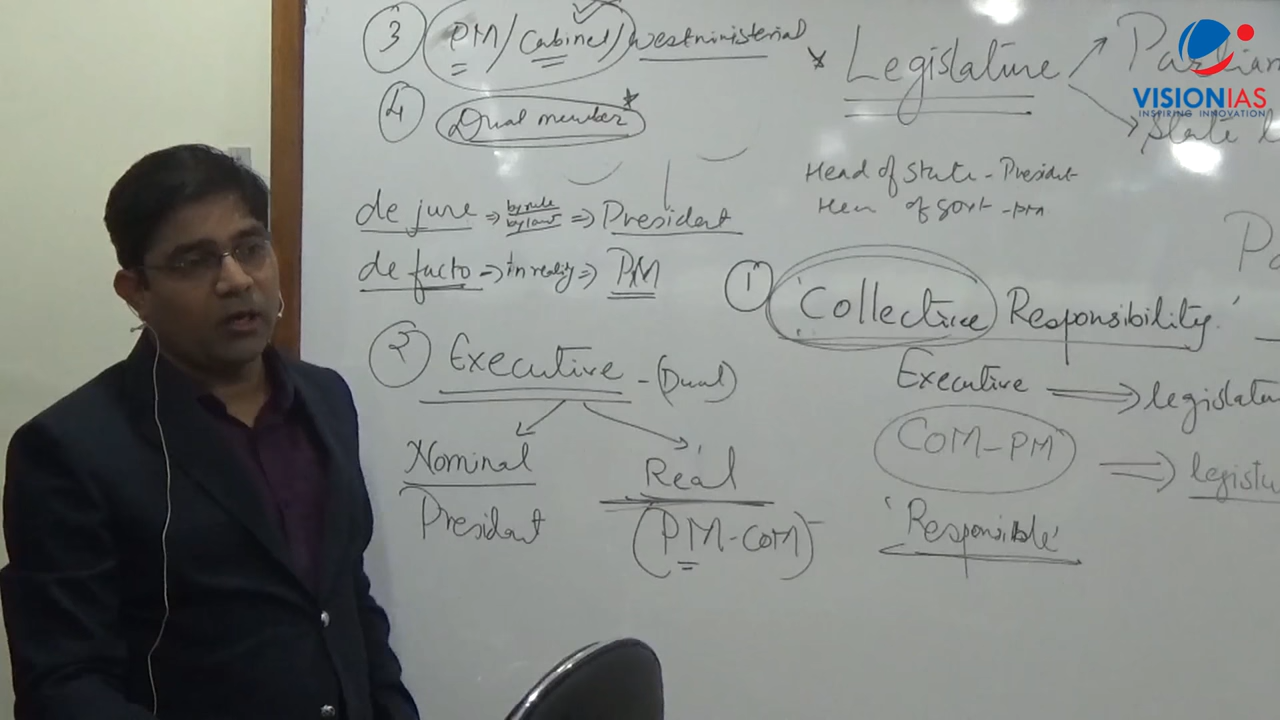 ③ PM/Cabinet/westministerial
④ Dual member*
de jure ⇒ by rule by law ⇒ President
de facto ⇒ in reality ⇒ PM
② Executive - (Dual)
Nominal Real
President (PM-COM)
* Legislature
Head of State - President
of Govt - PM
① 'Collective Responsibility'
Executive ⇒ legislatu
COM-PM ⇒ legistu
'Responsible'
VISIONIAS
INSPIRING INNOVATION
Parliam
State L